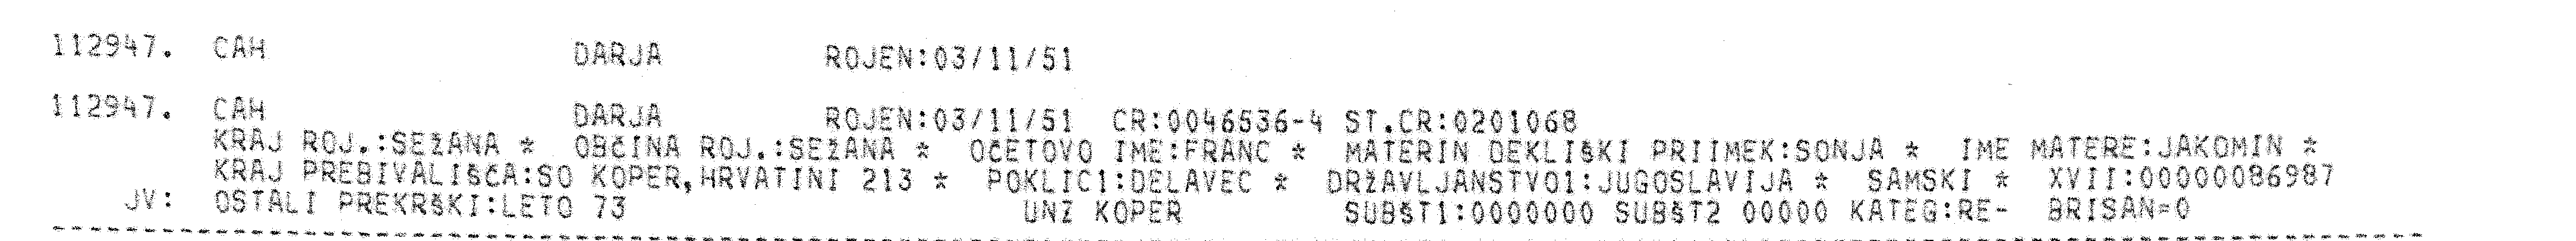 112947. CAH DARJA ROJEN:03/11/51
112947. CAH DARJA ROJEN:03/11/51 CR:0046536-4 ST.CR:0201068
KRAJ ROJ.:SEŽANA * OBČINA ROJ.:SEŽANA * OČETOVO IME:FRANC * MATERIN DEKLIŠKI PRIIMEK:SONJA * IME MATERE:JAKOMIN *
KRAJ PREBIVALIŠČA:SO KOPER,HRVATINI 213 * POKLIC1:DELAVEC * DRŽAVLJANSTVO1:JUGOSLAVIJA * SAMSKI * XVII:00000086987
JV: OSTALI PREKRŠKI:LETO 73 UNZ KOPER SUBŠT1:0000000 SUBŠT2 00000 KATEG:RE- BRISAN=0